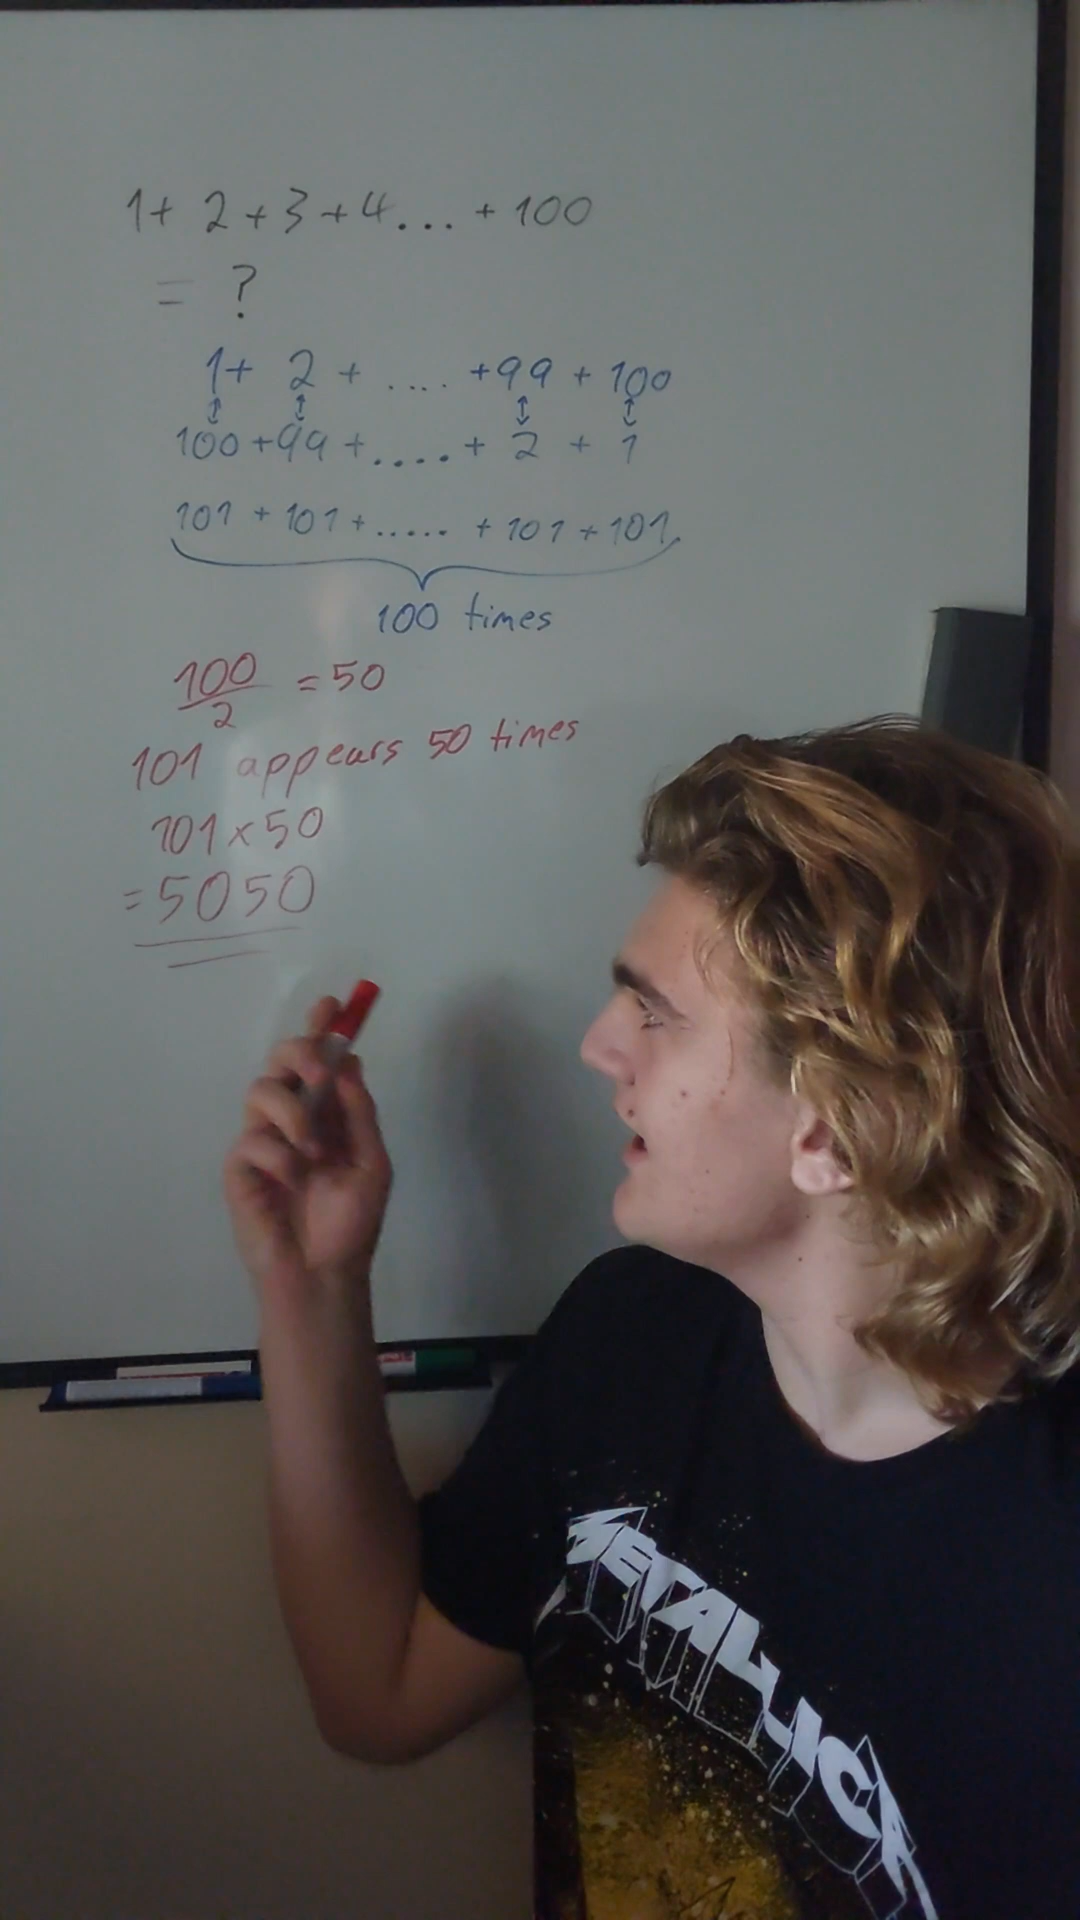 1+ 2+3+4... +100
= ?
1+ 2 + .... +99 + 100
↕ ↕ ↕ ↕
100 +99 +.... + 2 + 1
101 + 101 +..... + 101 + 101
100 times
100
2
= 50
101 appears 50 times
101 x 50
= 5050
METALLICA